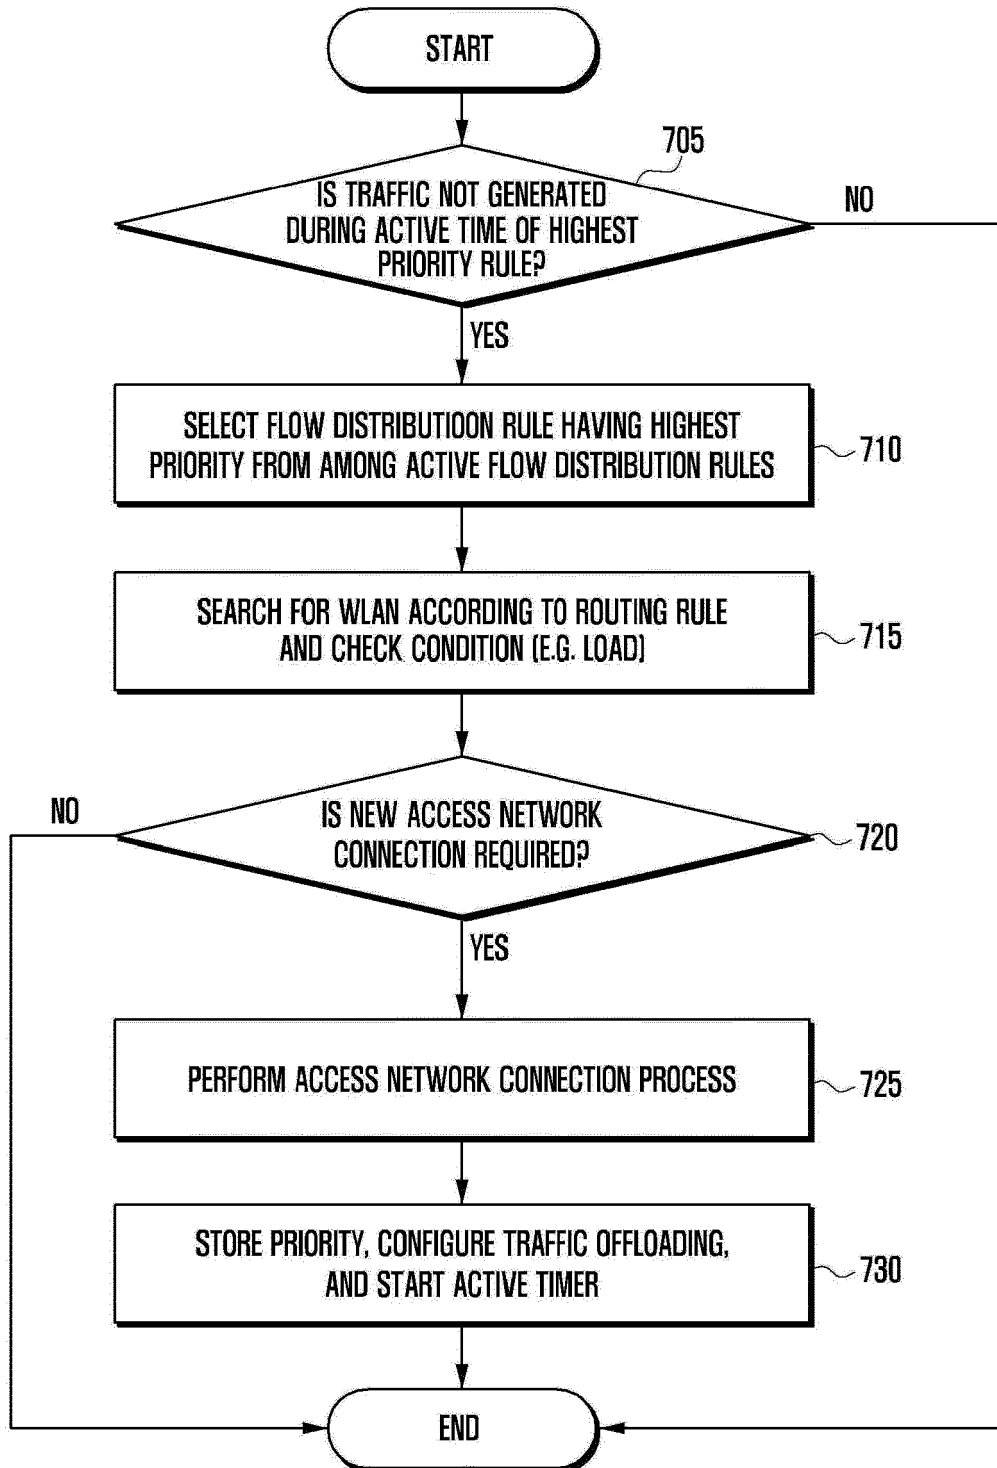 START
705
IS TRAFFIC NOT GENERATED
DURING ACTIVE TIME OF HIGHEST
PRIORITY RULE?
NO
YES
SELECT FLOW DISTRIBUTIOON RULE HAVING HIGHEST
PRIORITY FROM AMONG ACTIVE FLOW DISTRIBUTION RULES
710
SEARCH FOR WLAN ACCORDING TO ROUTING RULE
AND CHECK CONDITION (E.G. LOAD)
715
NO
IS NEW ACCESS NETWORK
CONNECTION REQUIRED?
720
YES
PERFORM ACCESS NETWORK CONNECTION PROCESS
725
STORE PRIORITY, CONFIGURE TRAFFIC OFFLOADING,
AND START ACTIVE TIMER
730
END